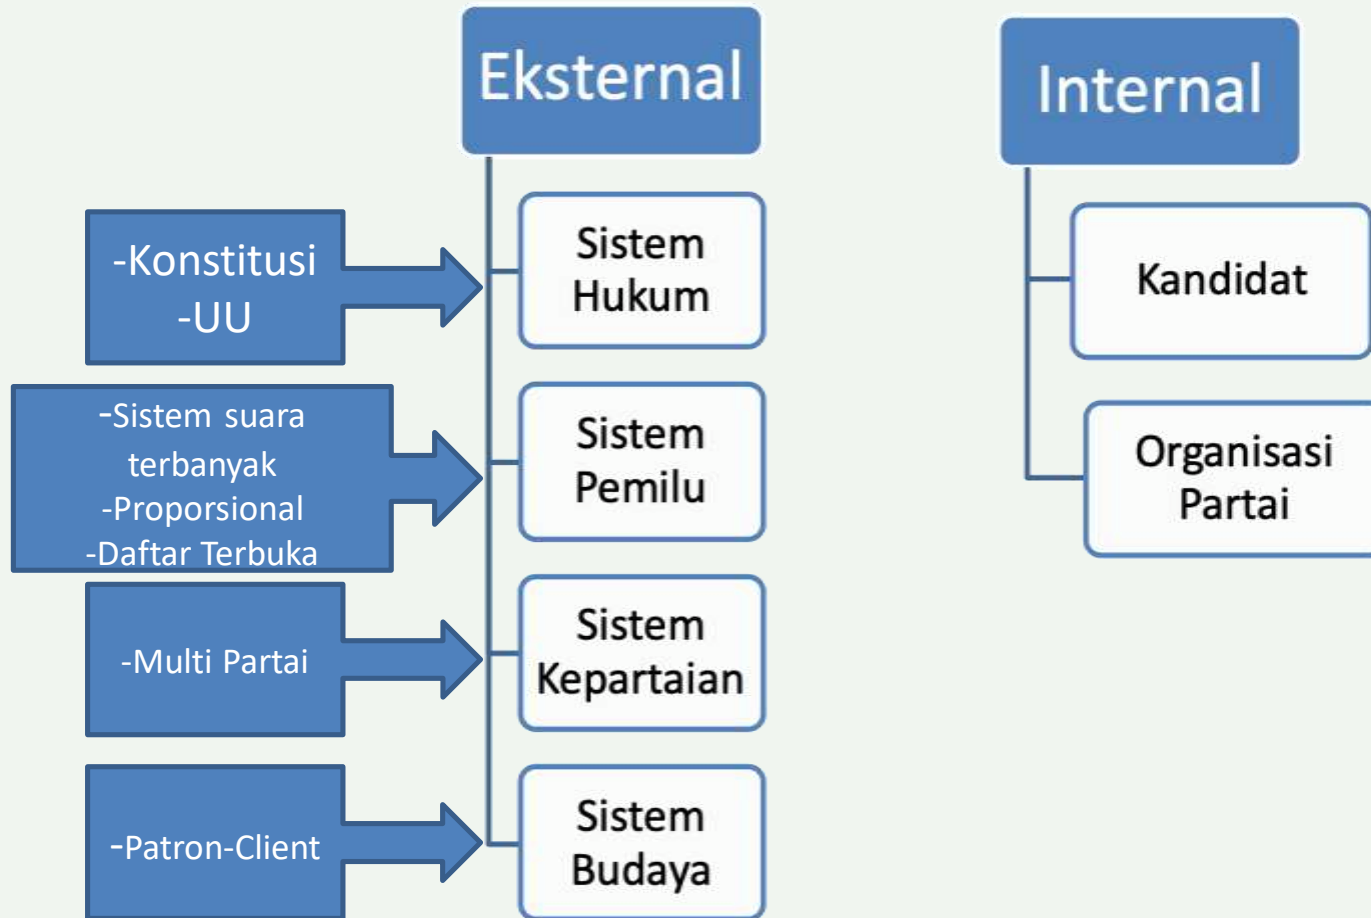 Eksternal
Internal
-Konstitusi
-UU
Sistem
Hukum
Kandidat
-Sistem suara
terbanyak
-Proporsional
-Daftar Terbuka
Sistem
Pemilu
Organisasi
Partai
-Multi Partai
Sistem
Kepartaian
-Patron-Client
Sistem
Budaya